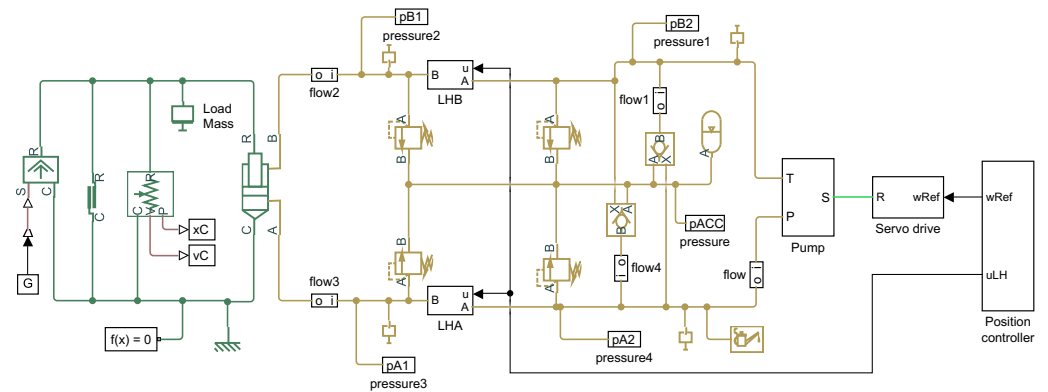 pB1
pressure2
pB2
pressure1
B
u
A
LHB
o i
flow2
flow1
o i
Load
Mass
R
R
R
R
B
A
B
A
B
A
B
X
A
S
C
C
C
V
P
xC
vC
G
C
A
X
A
B
pACC
pressure
T
P
S
Pump
R
wRef
Servo drive
wRef
uLH
Position
controller
B
A
B
A
o i
flow4
o i
flow
o i
flow3
B
u
A
LHA
f(x) = 0
pA1
pressure3
pA2
pressure4